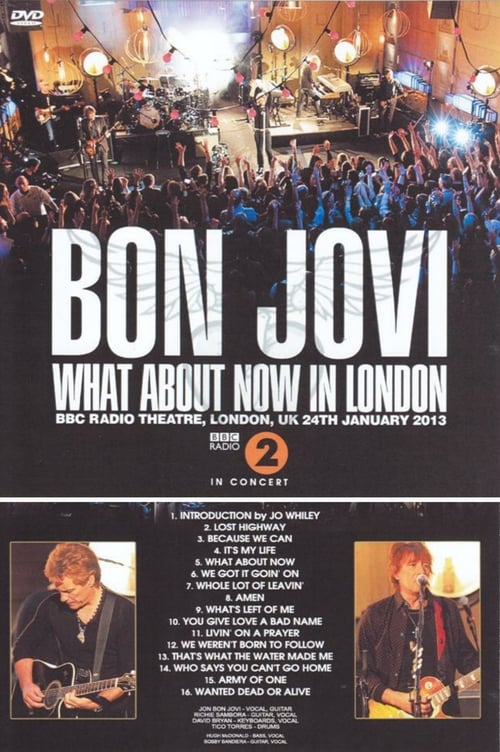 DVD
VIDEO
BON JOVI
WHAT ABOUT NOW IN LONDON
BBC RADIO THEATRE, LONDON, UK 24TH JANUARY 2013
BBC
RADIO
2
IN CONCERT
1. INTRODUCTION by JO WHILEY
2. LOST HIGHWAY
3. BECAUSE WE CAN
4. IT'S MY LIFE
5. WHAT ABOUT NOW
6. WE GOT IT GOIN' ON
7. WHOLE LOT OF LEAVIN'
8. AMEN
9. WHAT'S LEFT OF ME
10. YOU GIVE LOVE A BAD NAME
11. LIVIN' ON A PRAYER
12. WE WEREN'T BORN TO FOLLOW
13. THAT'S WHAT THE WATER MADE ME
14. WHO SAYS YOU CAN'T GO HOME
15. ARMY OF ONE
16. WANTED DEAD OR ALIVE
JON BON JOVI - VOCAL, GUITAR
RICHIE SAMBORA - GUITAR, VOCAL
DAVID BRYAN - KEYBOARDS, VOCAL
TICO TORRES - DRUMS
HUGH McDONALD - BASS, VOCAL
BOBBY BANDIERA - GUITAR, VOCAL